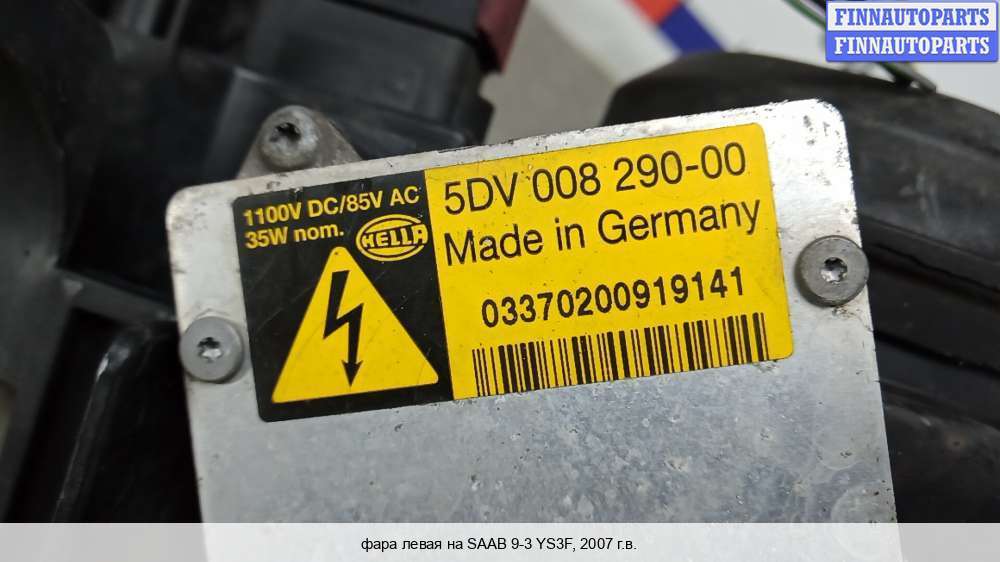 FINNAUTOPARTS
FINNAUTOPARTS
1100V DC/85V AC
35W nom.
HELLA
5DV 008 290-00
Made in Germany
03370200919141
фара левая на SAAB 9-3 YS3F, 2007 г.в.